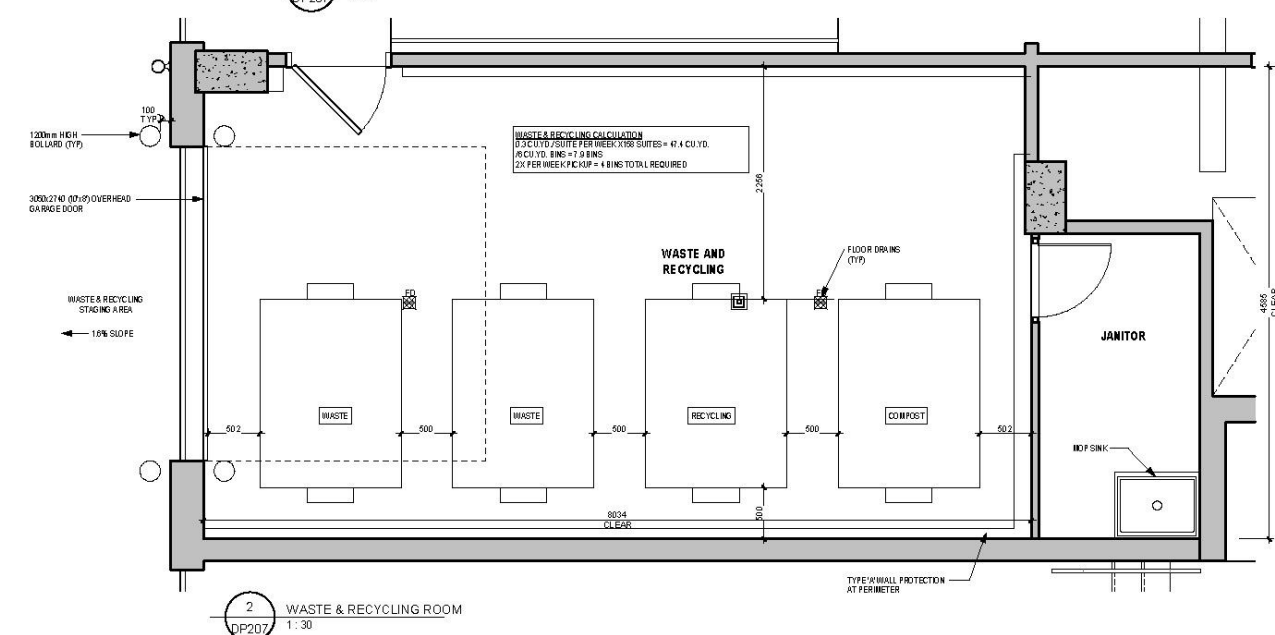 DP207
100
TYP
1200mm HIGH
BOLLARD (TYP)
WASTE & RECYCLING CALCULATION
0.3 CU.YD./SUITE PER WEEK X158 SUITES = 47.4 CU.YD.
/6 CU.YD. BINS = 7.9 BINS
2X PER WEEK PICKUP = 4 BINS TOTAL REQUIRED
2256
3050x2740 (10'x8') OVERHEAD
GARAGE DOOR
WASTE AND
RECYCLING
FLOOR DRAINS
(TYP)
WASTE & RECYCLING
STAGING AREA
1.6% SLOPE
FD
FD
4585
CLEAR
JANITOR
WASTE
WASTE
RECYCLING
COMPOST
502
500
500
500
502
MOP SINK
8034
CLEAR
500
TYPE 'A' WALL PROTECTION
AT PERIMETER
2
DP207
WASTE & RECYCLING ROOM
1 : 30